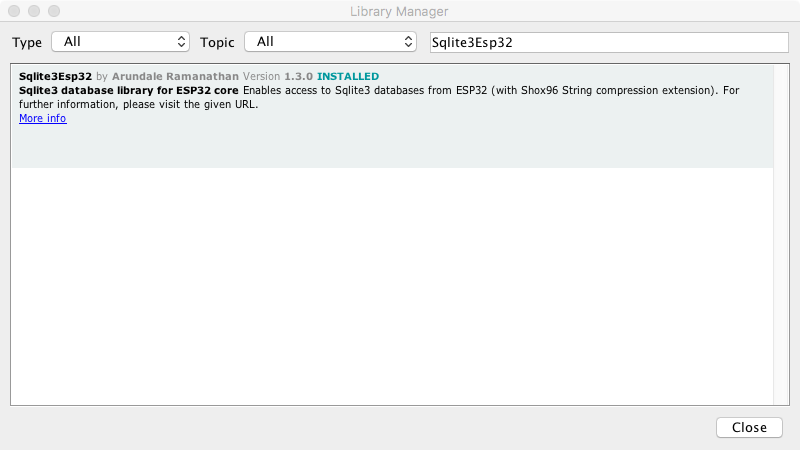 Library Manager
Type All Topic All Sqlite3Esp32
Sqlite3Esp32 by Arundale Ramanathan Version 1.3.0 INSTALLED
Sqlite3 database library for ESP32 core Enables access to Sqlite3 databases from ESP32 (with Shox96 String compression extension). For
further information, please visit the given URL.
More info
Close